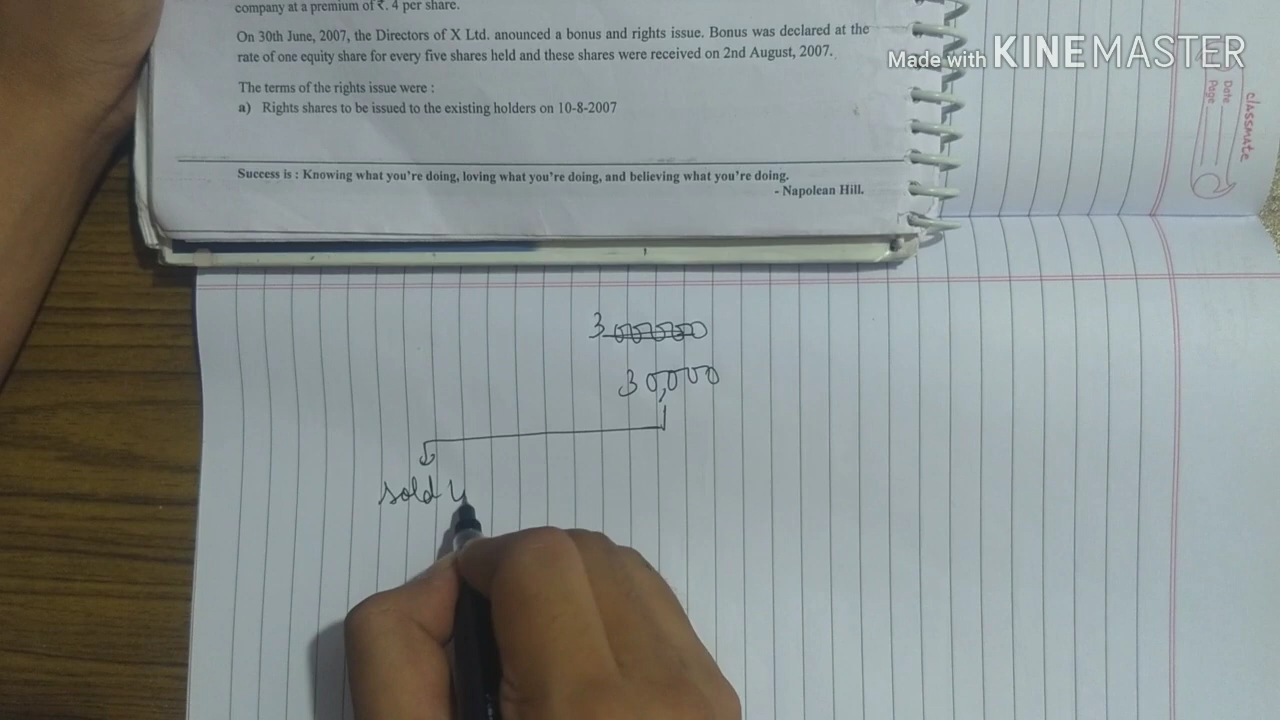 company at a premium of ₹. 4 per share.
On 30th June, 2007, the Directors of X Ltd. anounced a bonus and rights issue. Bonus was declared at the
rate of one equity share for every five shares held and these shares were received on 2nd August, 2007.
The terms of the rights issue were :
a) Rights shares to be issued to the existing holders on 10-8-2007
Success is : Knowing what you're doing, loving what you're doing, and believing what you're doing.
- Napolean Hill.
Made with KINEMASTER
classmate
Date
Page
30,000
sold